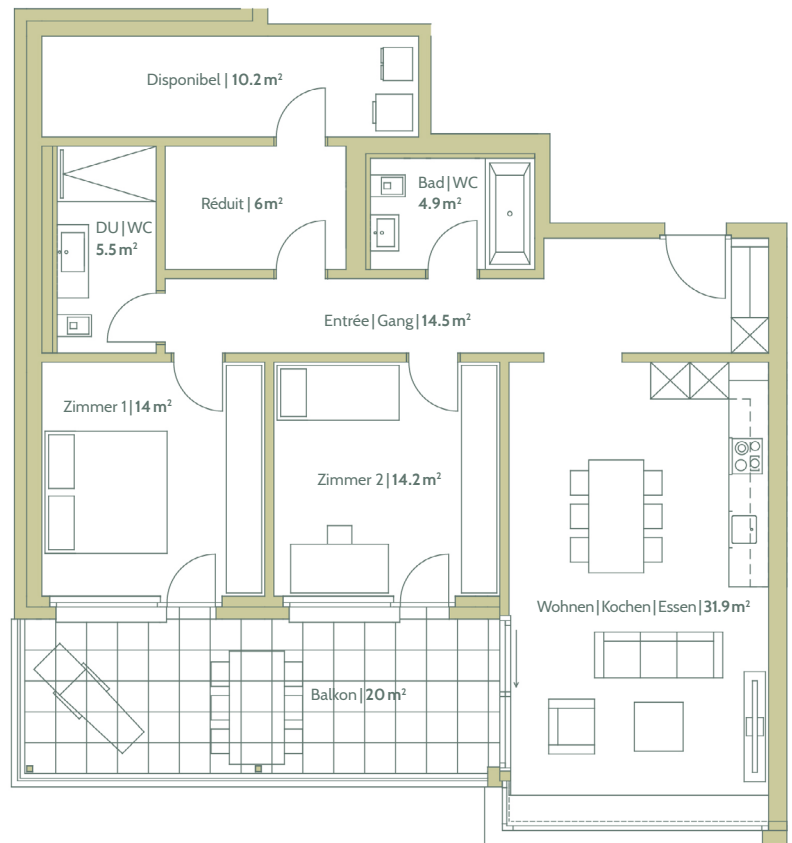 Disponibel | 10.2 m²
Réduit | 6 m²
Bad | WC
4.9 m²
DU | WC
5.5 m²
Entrée | Gang | 14.5 m²
Zimmer 1 | 14 m²
Zimmer 2 | 14.2 m²
Wohnen | Kochen | Essen | 31.9 m²
Balkon | 20 m²